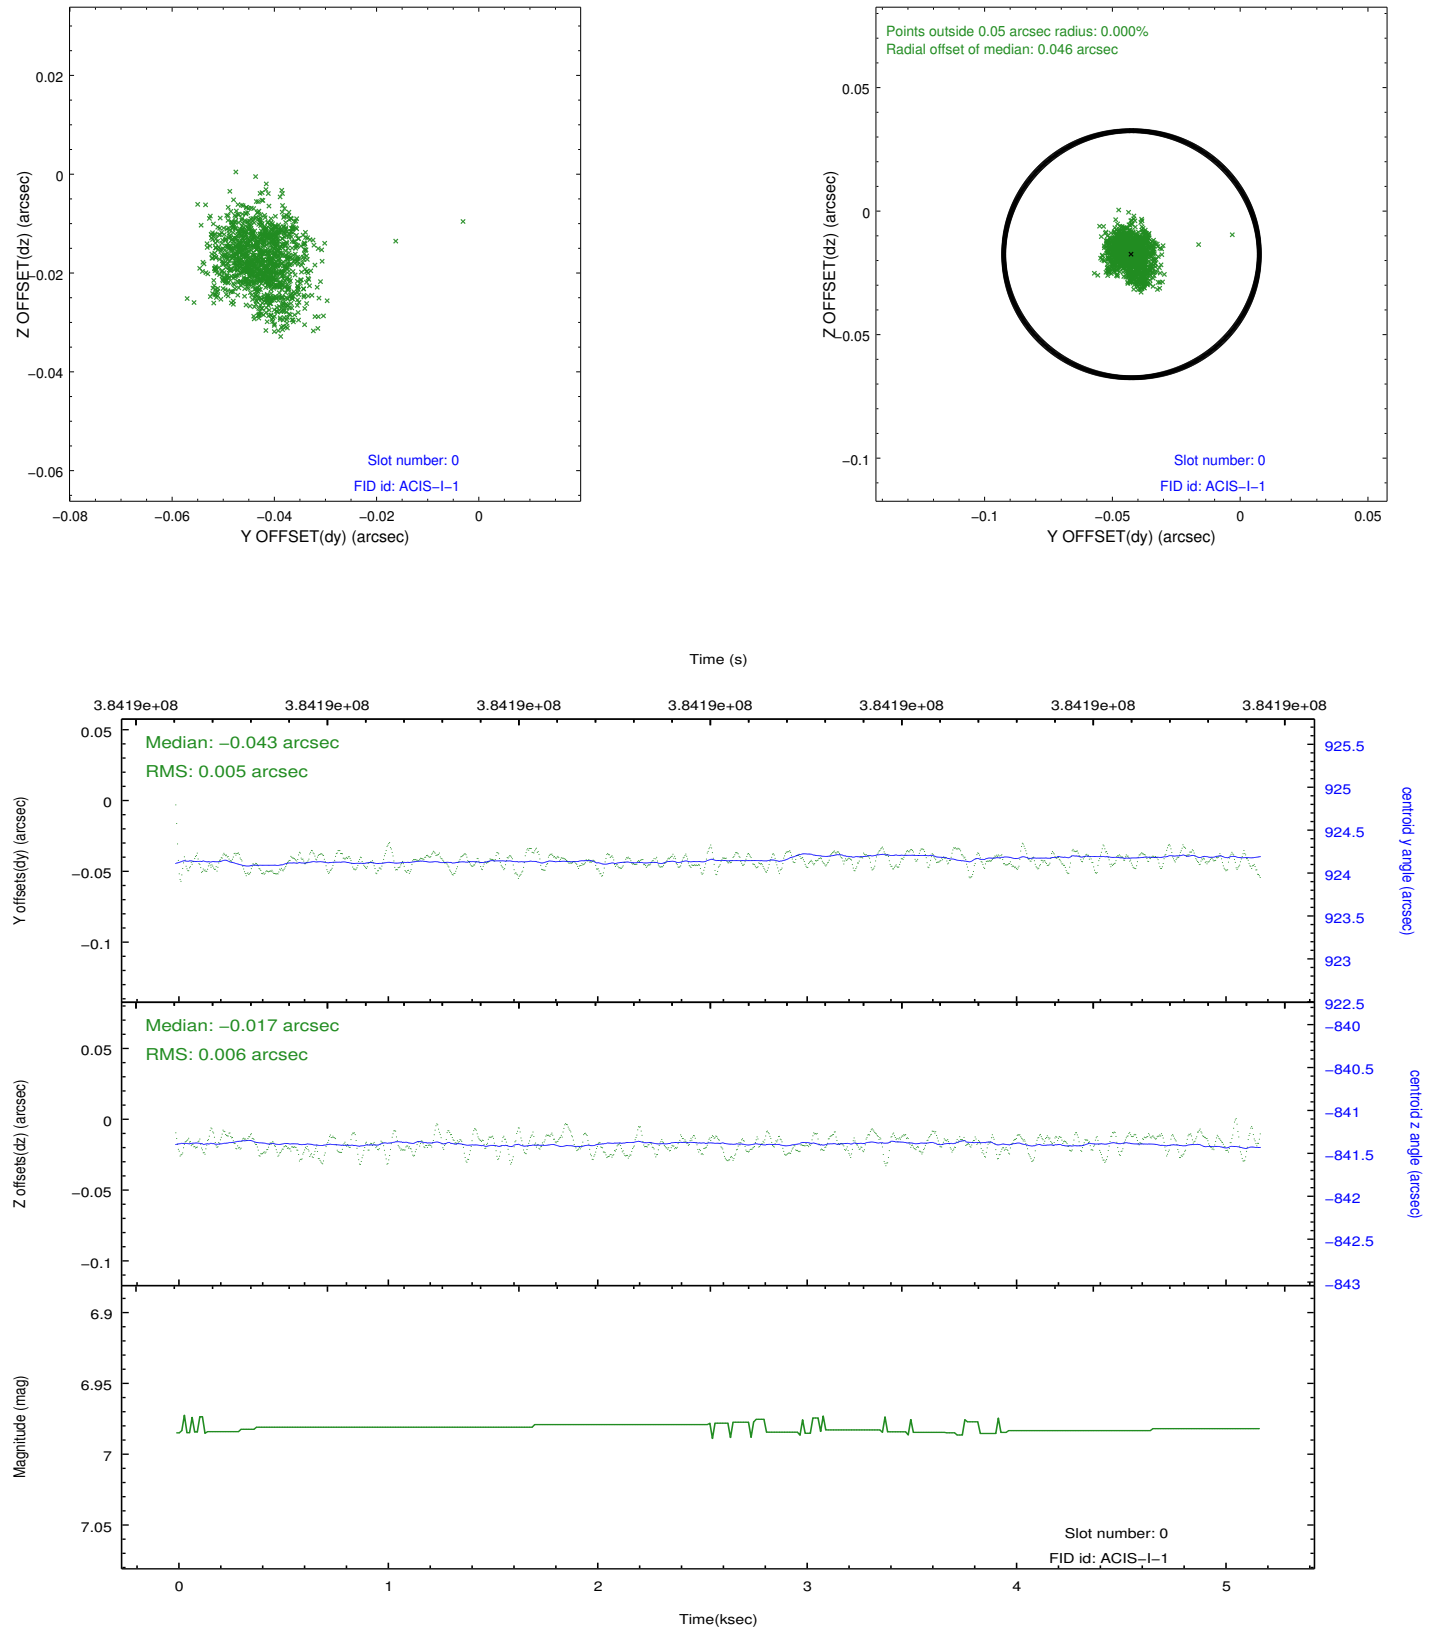 0.02
0
−0.02
−0.04
−0.06
Z OFFSET(dz) (arcsec)
Slot number: 0
FID id: ACIS−I−1
−0.08
−0.06
−0.04
−0.02
0
Y OFFSET(dy) (arcsec)
Points outside 0.05 arcsec radius: 0.000%
Radial offset of median: 0.046 arcsec
0.05
0
−0.05
−0.1
Z OFFSET(dz) (arcsec)
Slot number: 0
FID id: ACIS−I−1
−0.1
−0.05
0
0.05
Y OFFSET(dy) (arcsec)
Time (s)
3.8419e+08
3.8419e+08
3.8419e+08
3.8419e+08
3.8419e+08
3.8419e+08
3.8419e+08
Median: −0.043 arcsec
RMS: 0.005 arcsec
0.05
0
−0.05
−0.1
Y offsets(dy) (arcsec)
925.5
925
924.5
924
923.5
923
922.5
centroid y angle (arcsec)
Median: −0.017 arcsec
RMS: 0.006 arcsec
0.05
0
−0.05
−0.1
Z offsets(dz) (arcsec)
−840
−840.5
−841
−841.5
−842
−842.5
−843
centroid z angle (arcsec)
6.9
6.95
7
7.05
Magnitude (mag)
Slot number: 0
FID id: ACIS−I−1
0
1
2
3
4
5
Time(ksec)